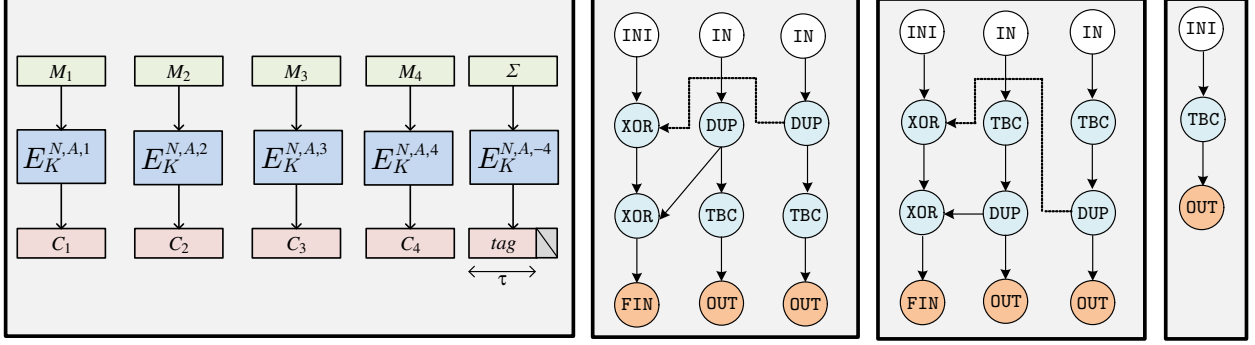 M₁ M₂ M₃ M₄ Σ
E_K^{N,A,1} E_K^{N,A,2} E_K^{N,A,3} E_K^{N,A,4} E_K^{N,A,−4}
C₁ C₂ C₃ C₄ tag
τ
INI IN IN
XOR DUP DUP
XOR TBC TBC
FIN OUT OUT
INI IN IN
XOR TBC TBC
XOR DUP DUP
FIN OUT OUT
INI
TBC
OUT